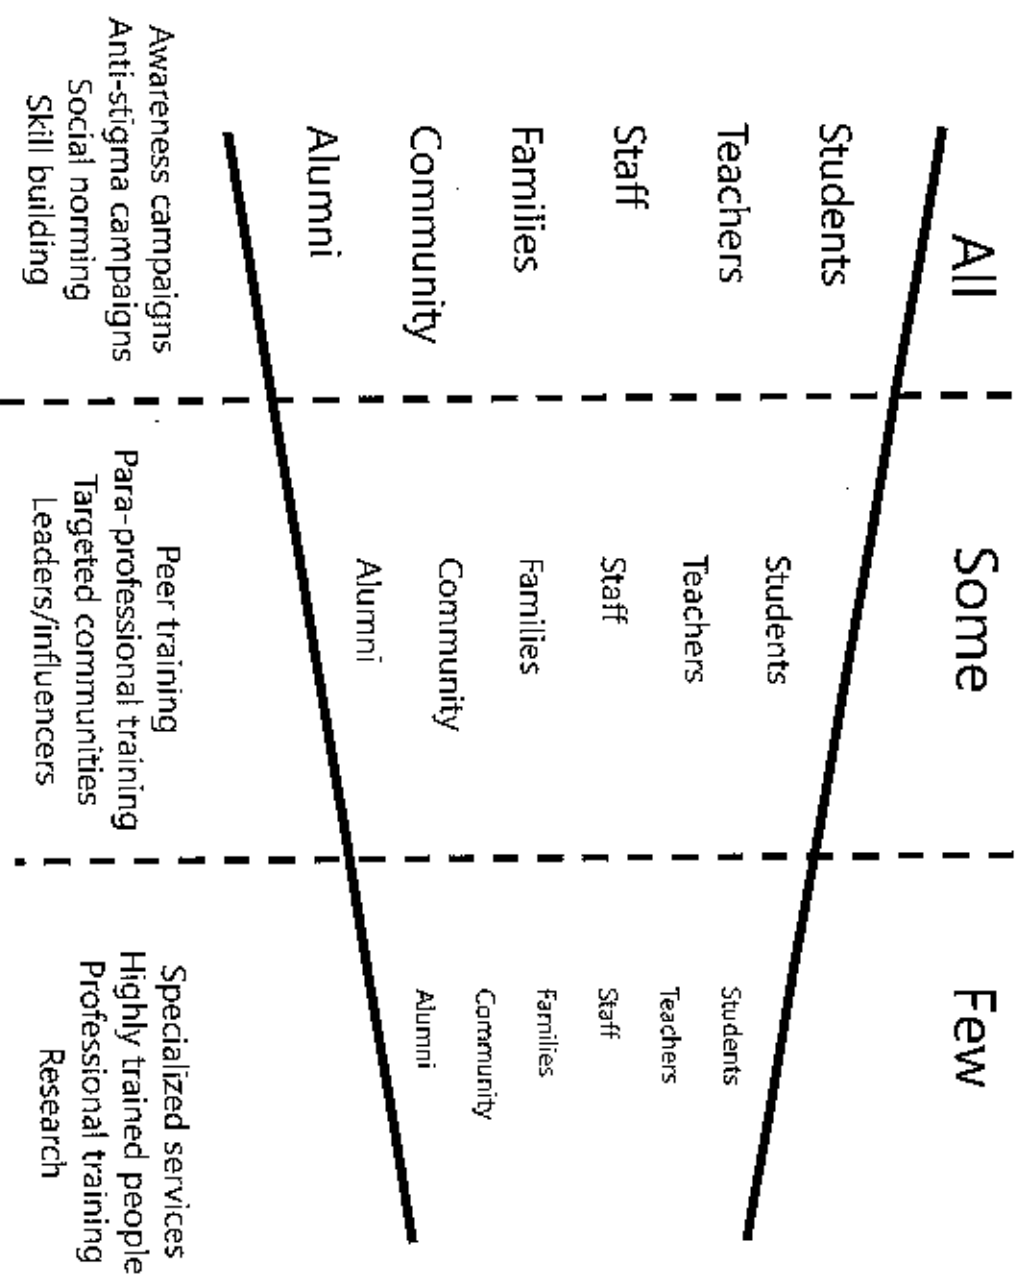 All
Students
Teachers
Staff
Families
Community
Alumni
Awareness campaigns
Anti-stigma campaigns
Social norming
Skill building
Some
Students
Teachers
Staff
Families
Community
Alumni
Peer training
Para-professional training
Targeted communities
Leaders/influencers
Few
Students
Teachers
Staff
Families
Community
Alumni
Specialized services
Highly trained people
Professional training
Research